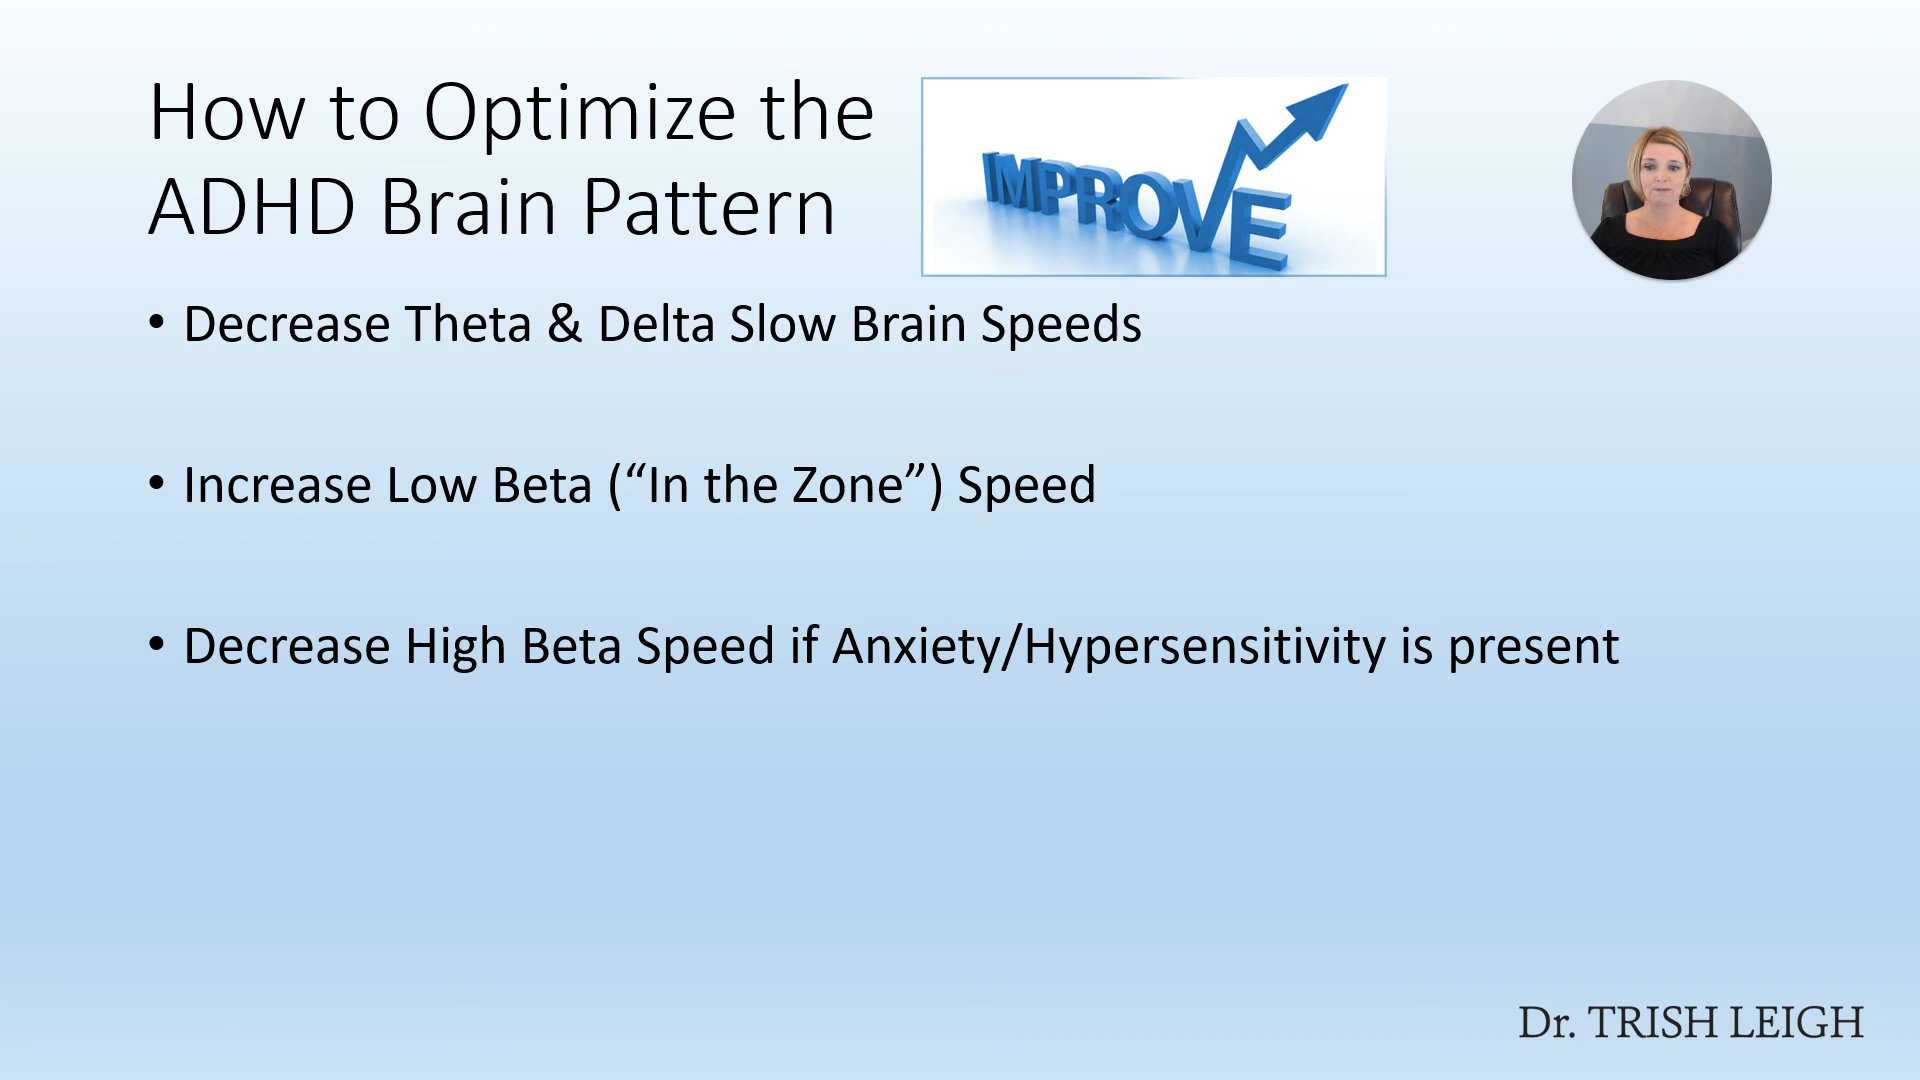 How to Optimize the
ADHD Brain Pattern
IMPROVE
• Decrease Theta & Delta Slow Brain Speeds
• Increase Low Beta (“In the Zone”) Speed
• Decrease High Beta Speed if Anxiety/Hypersensitivity is present
Dr. TRISH LEIGH